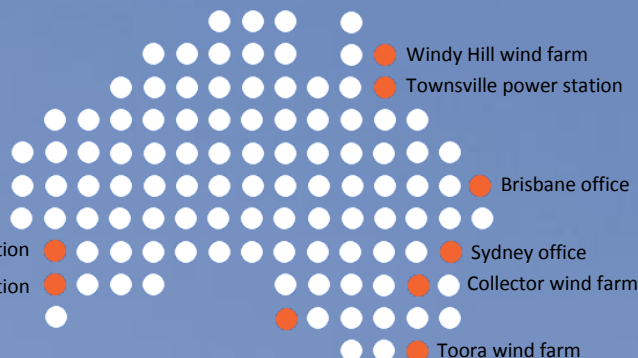 Windy Hill wind farm
Townsville power station
Brisbane office
Sydney office
Collector wind farm
Toora wind farm